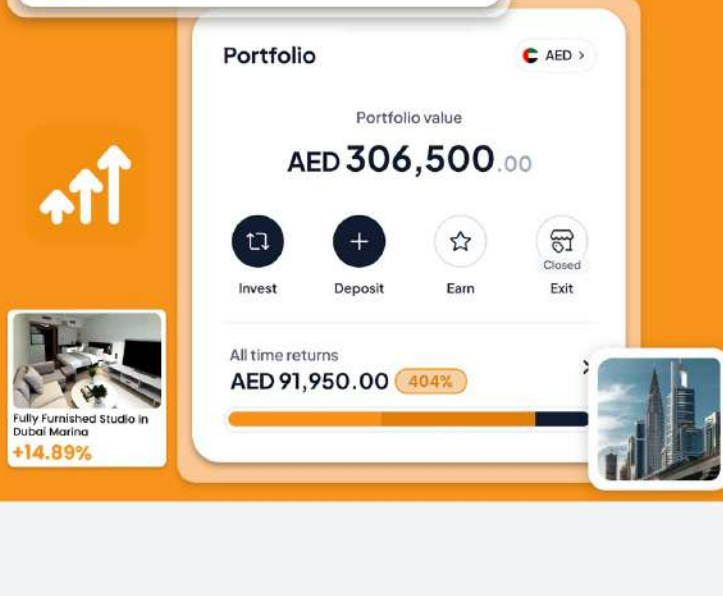 Portfolio
AED >
Portfolio value
AED 306,500.00
Invest
Deposit
Earn
Closed
Exit
All time returns
AED 91,950.00
404%
Fully Furnished Studio in
Dubai Marina
+14.89%